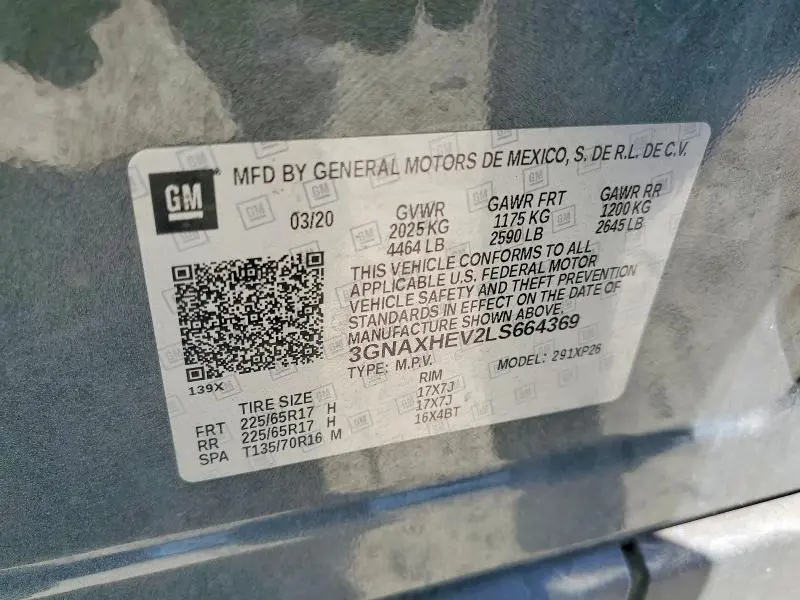 MFD BY GENERAL MOTORS DE MEXICO, S. DE R.L. DE C.V.
GM
03/20
GVWR GAWR FRT GAWR RR
2025 KG 1175 KG 1200 KG
4464 LB 2590 LB 2645 LB
THIS VEHICLE CONFORMS TO ALL
APPLICABLE U.S. FEDERAL MOTOR
VEHICLE SAFETY AND THEFT PREVENTION
STANDARDS IN EFFECT ON THE DATE OF
MANUFACTURE SHOWN ABOVE.
3GNAXHEV2LS664369
TYPE: M.P.V. MODEL: 291XP26
139X
TIRE SIZE RIM
FRT 225/65R17 H 17X7J
RR 225/65R17 H 17X7J
SPA T135/70R16 M 16X4BT